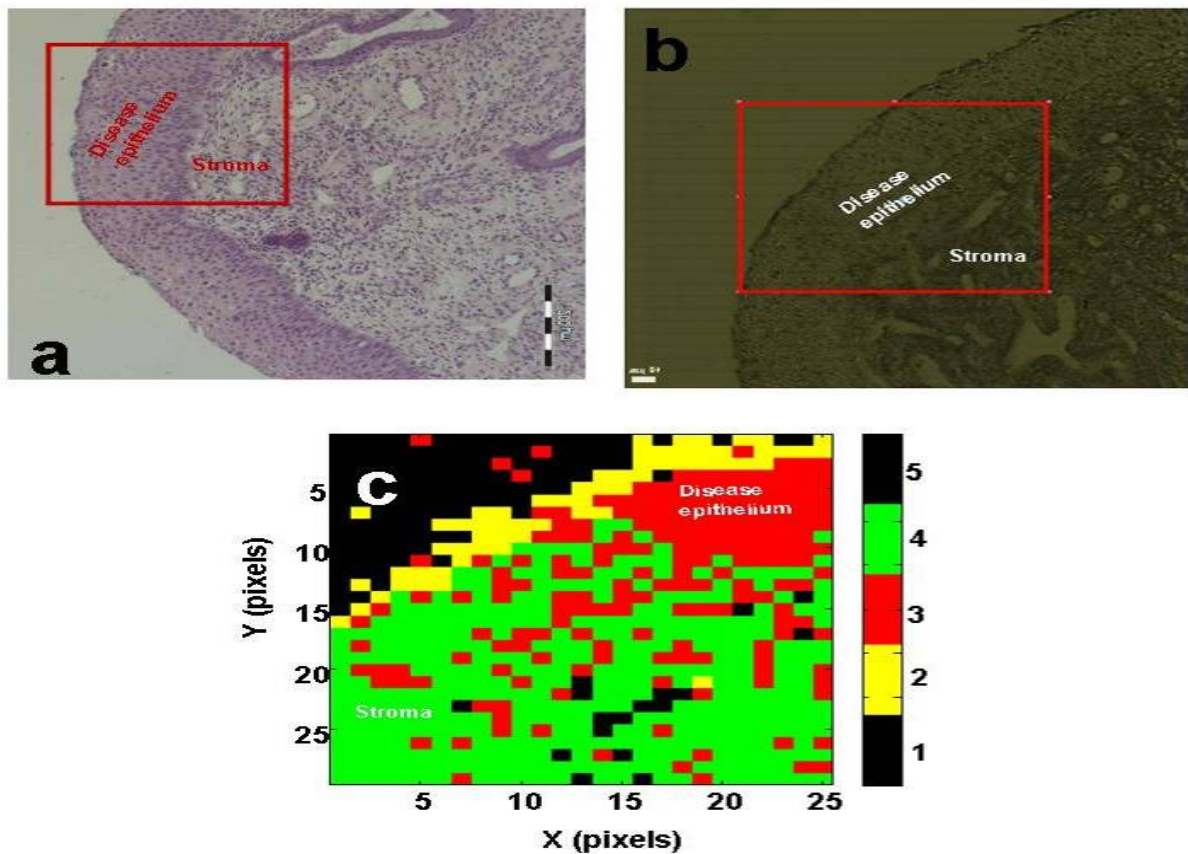 Disease
epithelium
Stroma
a
b
Disease
epithelium
Stroma
c
Disease
epithelium
Stroma
5
10
15
20
25
Y (pixels)
5
10
15
20
25
X (pixels)
5
4
3
2
1